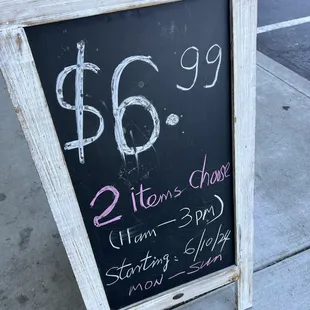 $6.99
2 items choose
(11am-3pm)
Starting: 6/10/24
MON - SUN